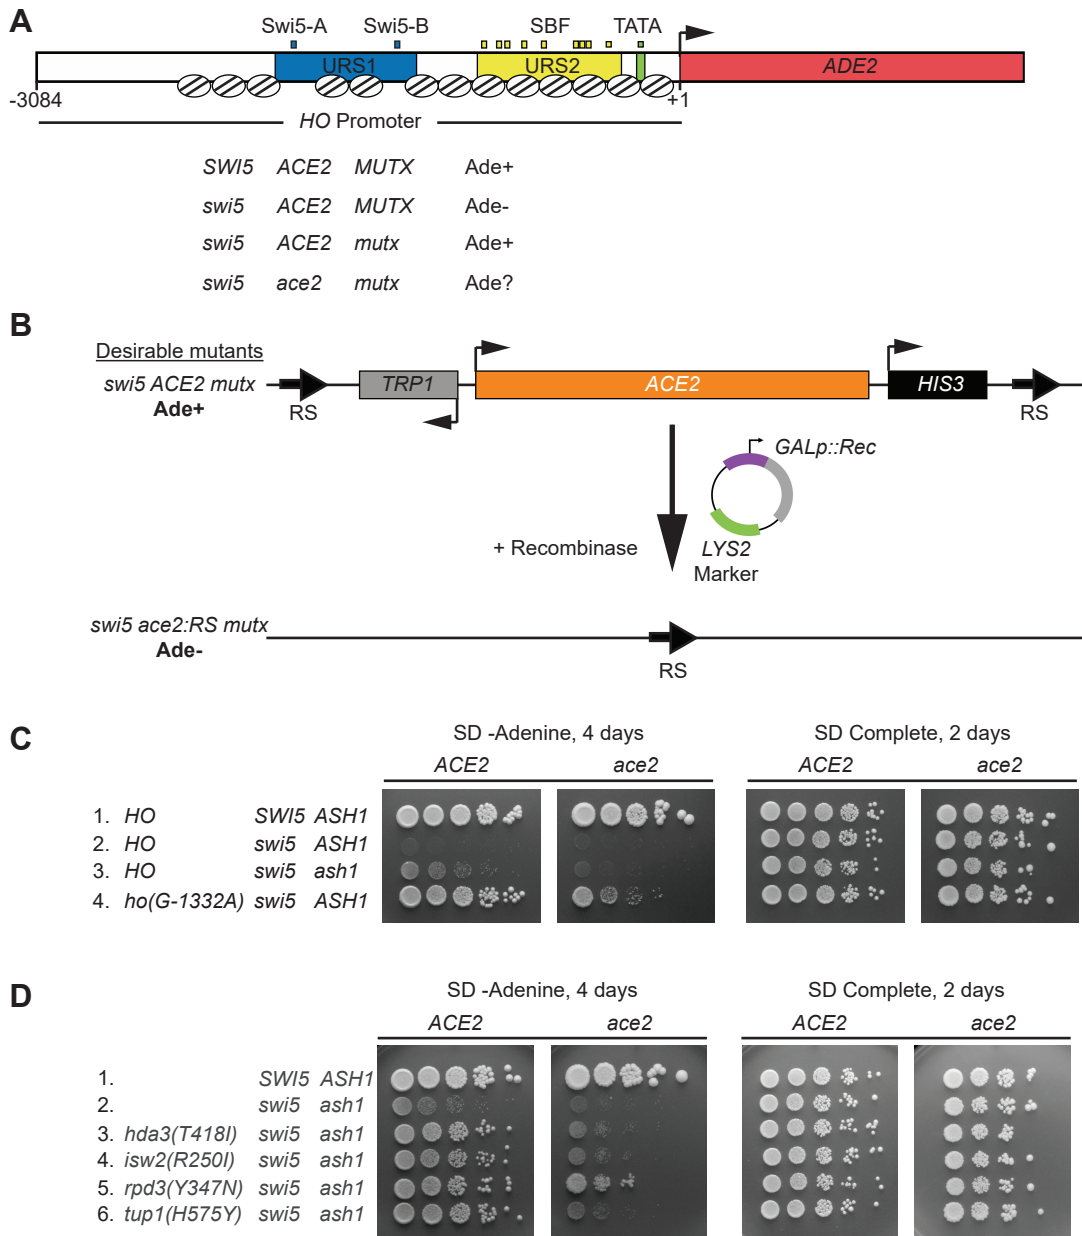 A
Swi5-A Swi5-B SBF TATA
URS1 URS2 ADE2
-3084 +1
HO Promoter
SWI5 ACE2 MUTX Ade+
swi5 ACE2 MUTX Ade-
swi5 ACE2 mutx Ade+
swi5 ace2 mutx Ade?
B
Desirable mutants
swi5 ACE2 mutx
Ade+
RS TRP1 ACE2 HIS3 RS
GALp::Rec
+ Recombinase
LYS2
Marker
swi5 ace2:RS mutx
Ade-
RS
C
SD -Adenine, 4 days SD Complete, 2 days
ACE2 ace2 ACE2 ace2
1. HO SWI5 ASH1
2. HO swi5 ASH1
3. HO swi5 ash1
4. ho(G-1332A) swi5 ASH1
D
SD -Adenine, 4 days SD Complete, 2 days
ACE2 ace2 ACE2 ace2
1. SWI5 ASH1
2. swi5 ash1
3. hda3(T418I) swi5 ash1
4. isw2(R250I) swi5 ash1
5. rpd3(Y347N) swi5 ash1
6. tup1(H575Y) swi5 ash1